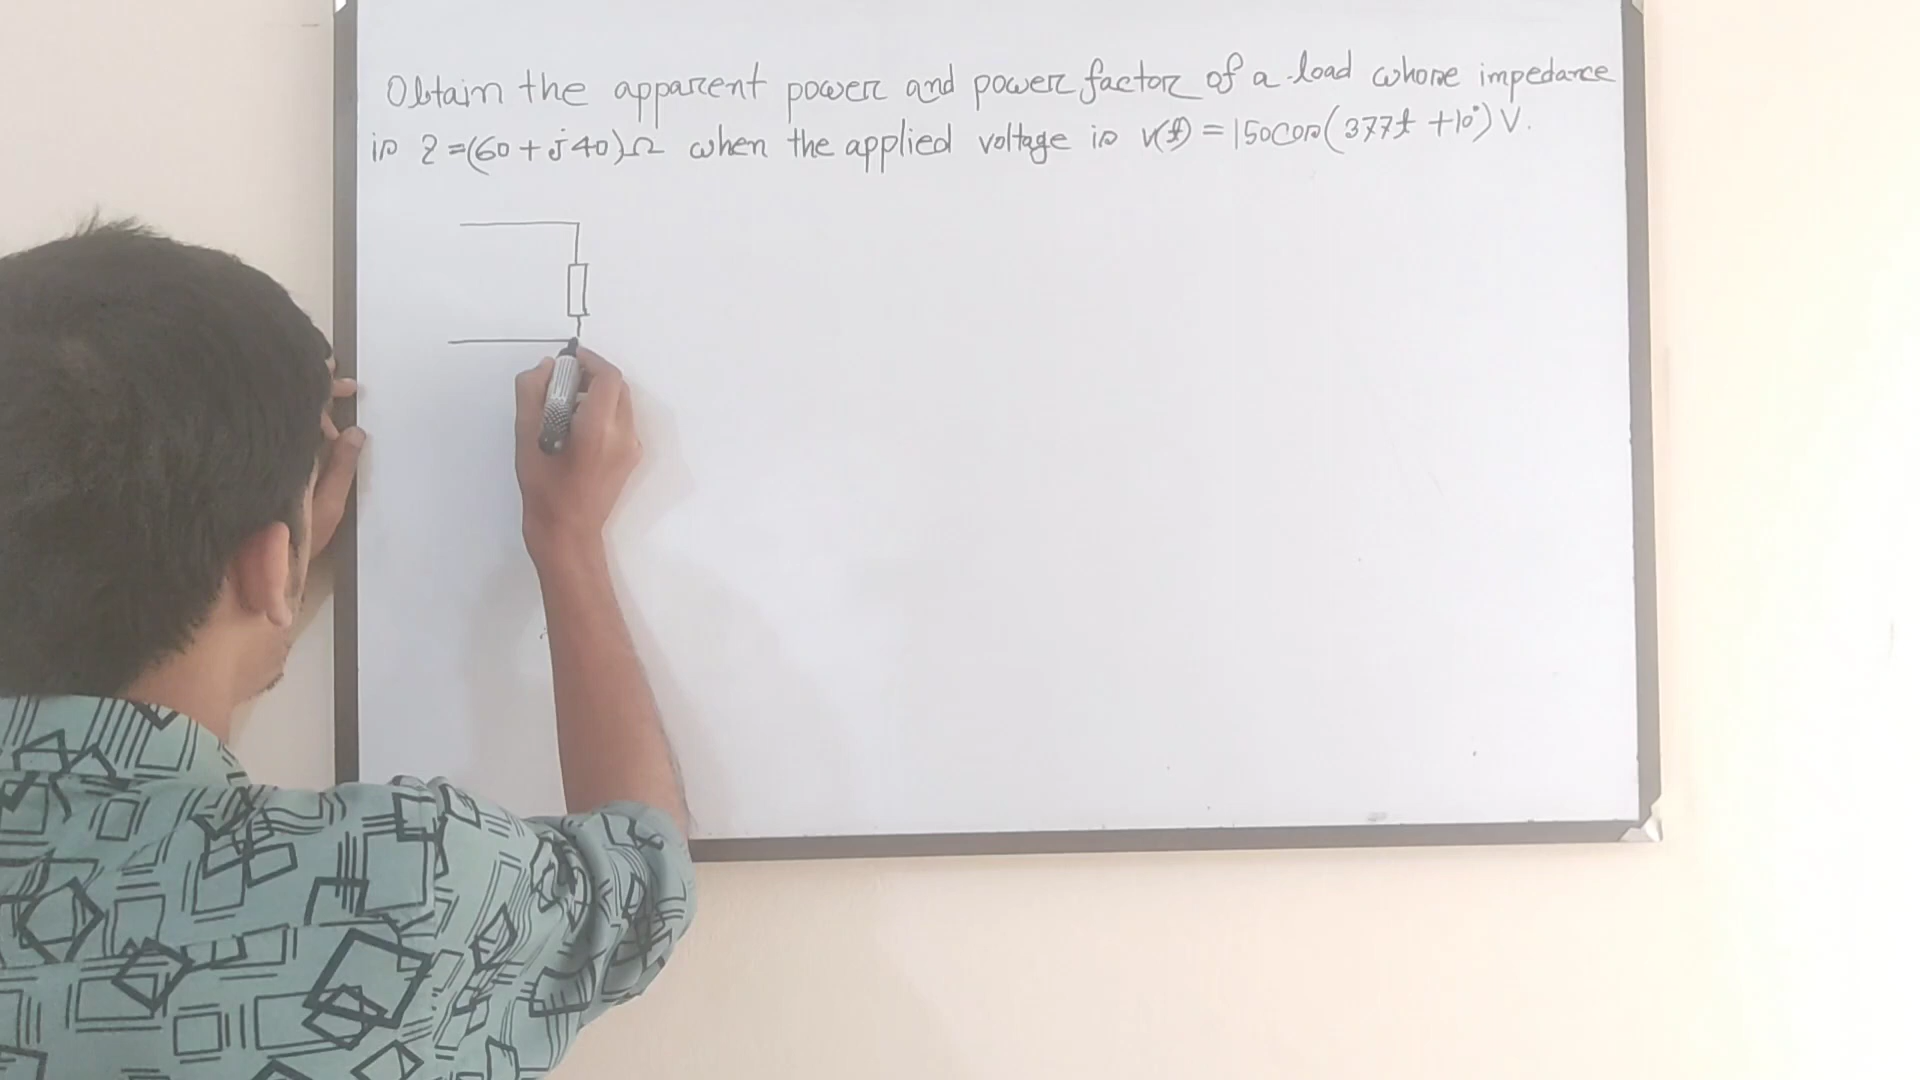 Obtain the apparent power and power factor of a load whose impedance
is Z =(60 + j40)Ω when the applied voltage is v(t) = 150cos(377t +10°) V.